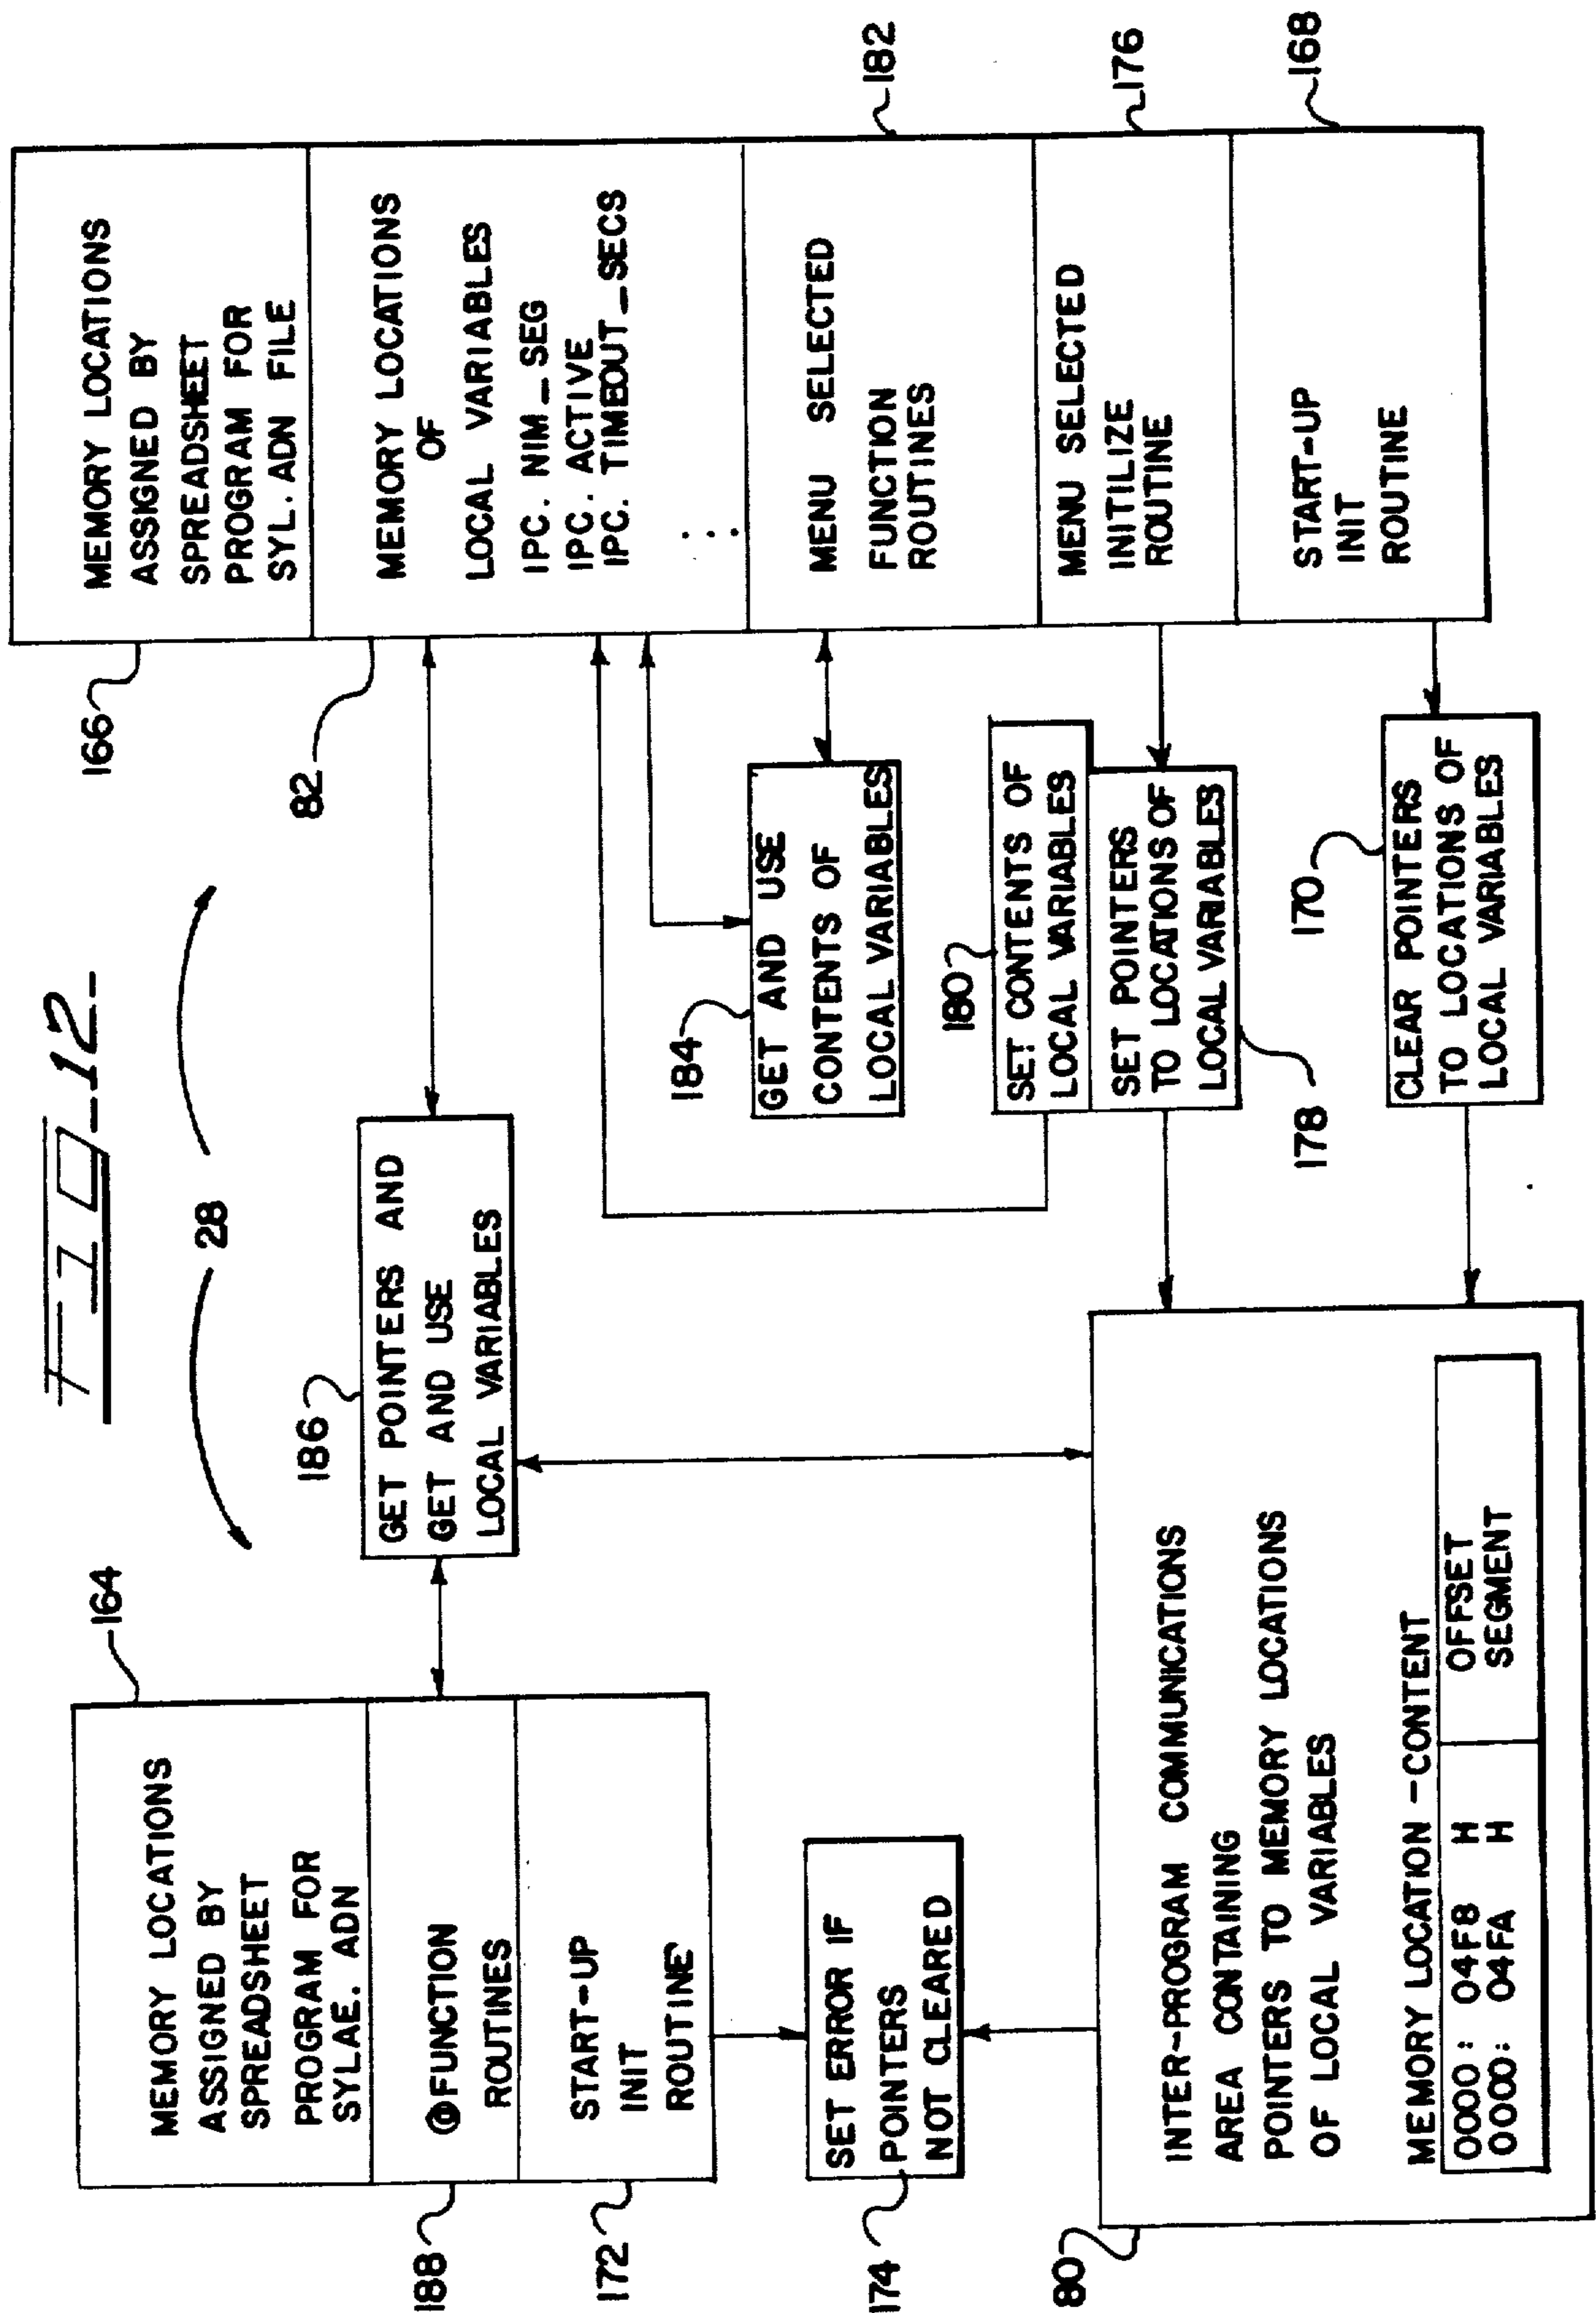 FIG-12-
28
164
MEMORY LOCATIONS
ASSIGNED BY
SPREADSHEET
PROGRAM FOR
SYLAE. ADN
188
@FUNCTION
ROUTINES
172
START-UP
INIT
ROUTINE
186
GET POINTERS AND
GET AND USE
LOCAL VARIABLES
166
MEMORY LOCATIONS
ASSIGNED BY
SPREADSHEET
PROGRAM FOR
SYL. ADN FILE
82
MEMORY LOCATIONS
OF
LOCAL VARIABLES
IPC. NIM_SEG
IPC. ACTIVE
IPC. TIMEOUT_SECS
...
MENU SELECTED
FUNCTION
ROUTINES
182
MENU SELECTED
INITILIZE
ROUTINE
176
START-UP
INIT
ROUTINE
168
184
GET AND USE
CONTENTS OF
LOCAL VARIABLES
180
SET CONTENTS OF
LOCAL VARIABLES
SET POINTERS
TO LOCATIONS OF
LOCAL VARIABLES
178
170
CLEAR POINTERS
TO LOCATIONS OF
LOCAL VARIABLES
174
SET ERROR IF
POINTERS
NOT CLEARED
80
INTER-PROGRAM COMMUNICATIONS
AREA CONTAINING
POINTERS TO MEMORY LOCATIONS
OF LOCAL VARIABLES
MEMORY LOCATION -CONTENT
0000: 04F8 H OFFSET
0000: 04FA H SEGMENT